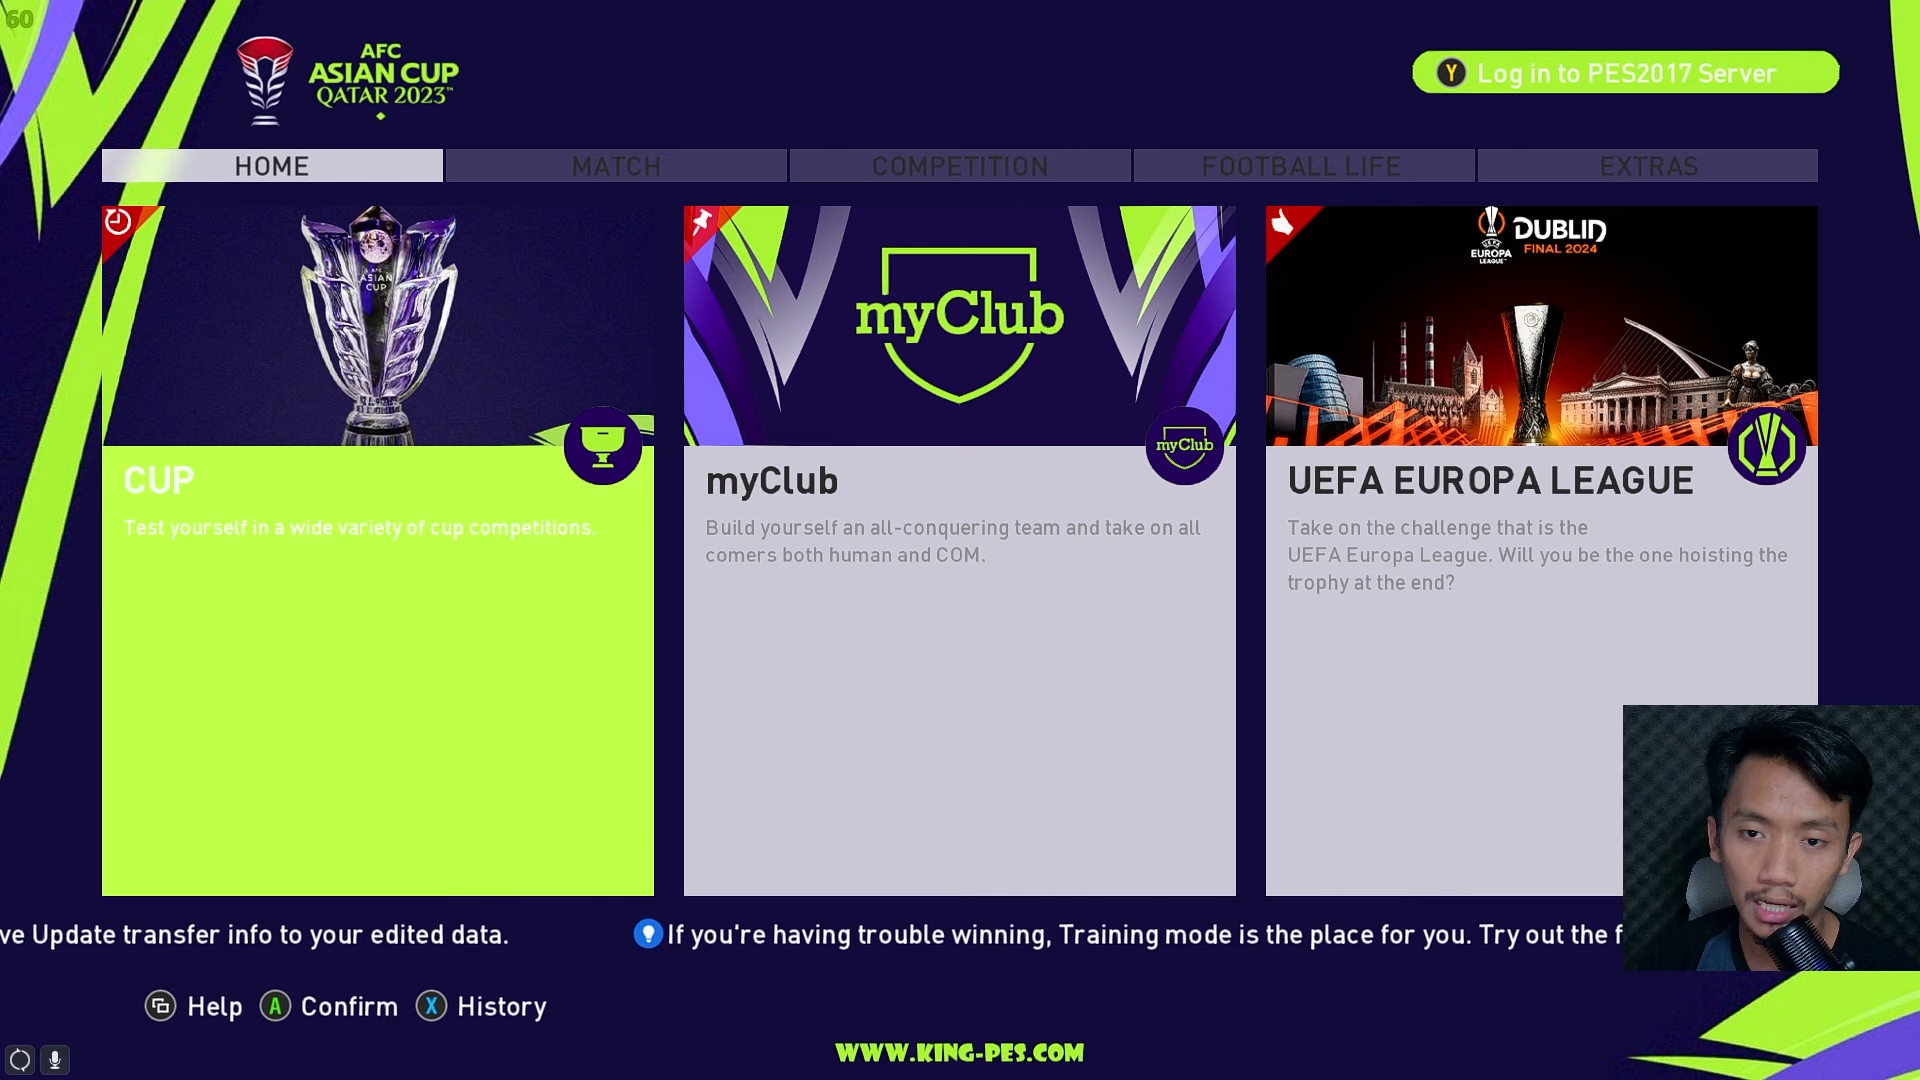 60
AFC
ASIAN CUP
QATAR 2023™
Y Log in to PES2017 Server
HOME
MATCH
COMPETITION
FOOTBALL LIFE
EXTRAS
AFC
ASIAN
CUP
CUP
Test yourself in a wide variety of cup competitions.
myClub
myClub
myClub
Build yourself an all-conquering team and take on all
comers both human and COM.
UEFA
EUROPA
LEAGUE™
DUBLIN
FINAL 2024
UEFA EUROPA LEAGUE
Take on the challenge that is the
UEFA Europa League. Will you be the one hoisting the
trophy at the end?
ve Update transfer info to your edited data.
If you're having trouble winning, Training mode is the place for you. Try out the f
Help A Confirm X History
WWW.KING-PES.COM